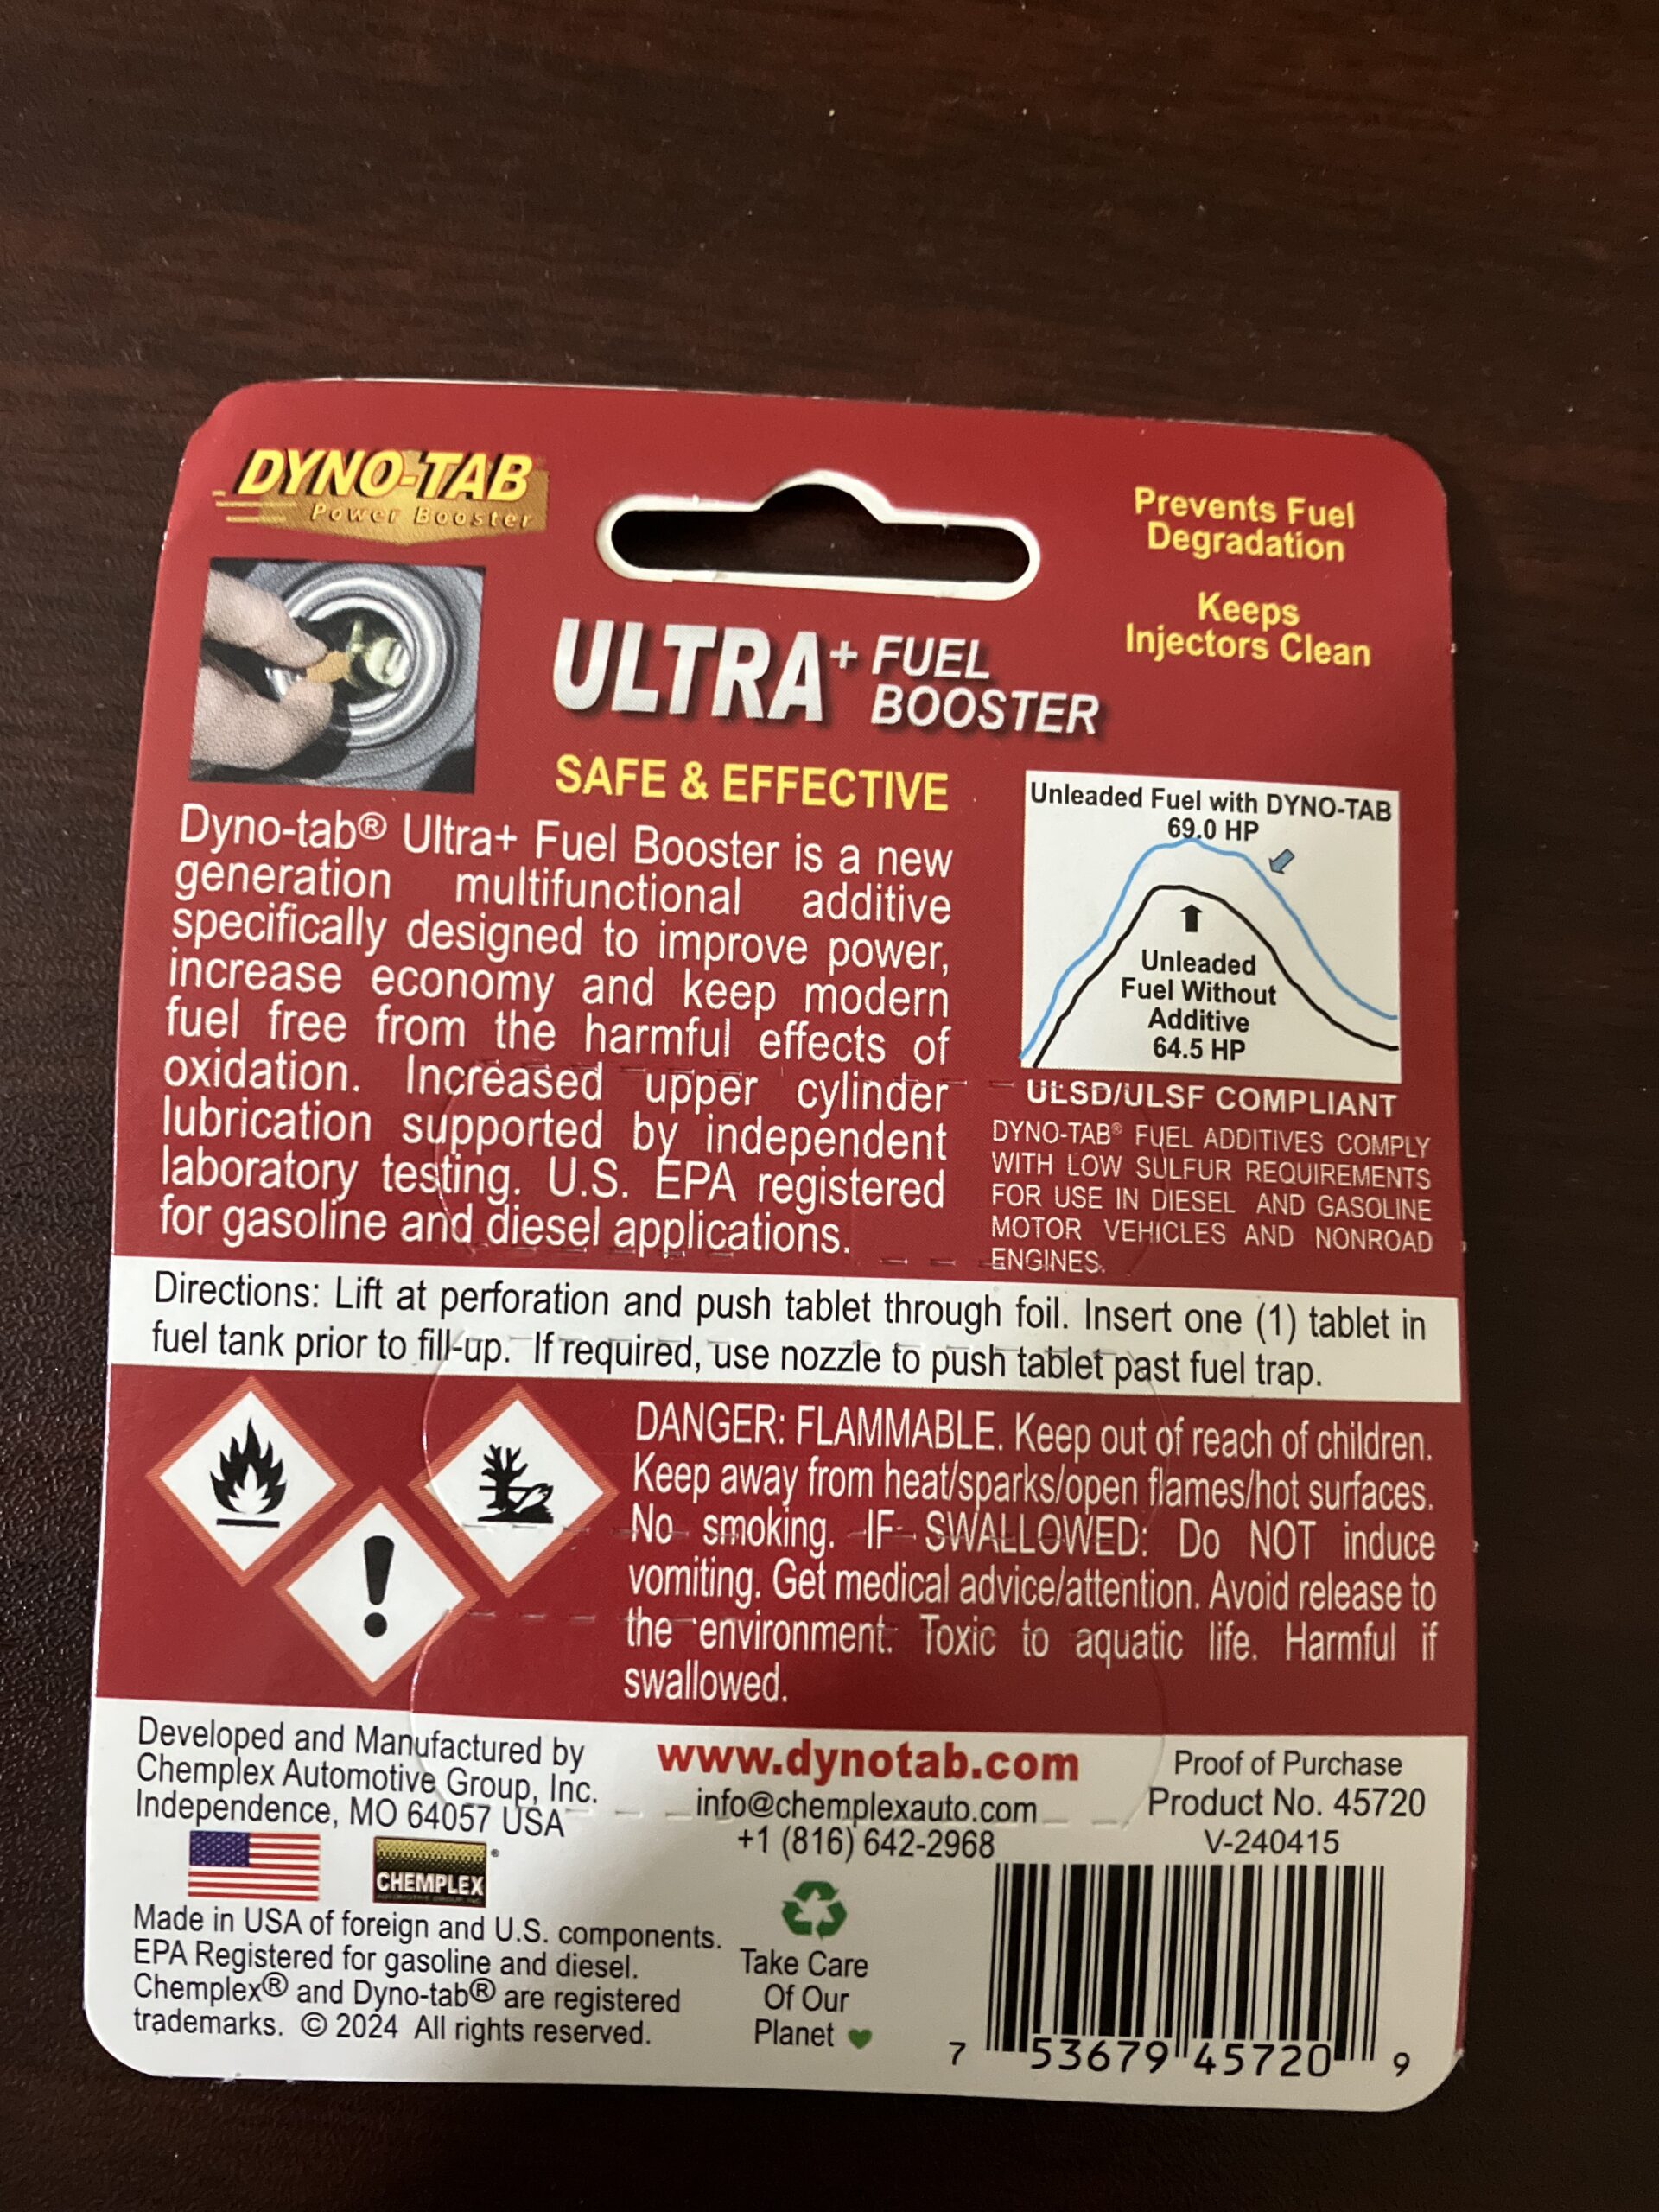 DYNO-TAB
Power Booster
Prevents Fuel
Degradation
Keeps
Injectors Clean
ULTRA+ FUEL
BOOSTER
SAFE & EFFECTIVE
Dyno-tab® Ultra+ Fuel Booster is a new
generation multifunctional additive
specifically designed to improve power,
increase economy and keep modern
fuel free from the harmful effects of
oxidation. Increased upper cylinder
lubrication supported by independent
laboratory testing. U.S. EPA registered
for gasoline and diesel applications.
Unleaded Fuel with DYNO-TAB
69.0 HP
Unleaded
Fuel Without
Additive
64.5 HP
ULSD/ULSF COMPLIANT
DYNO-TAB® FUEL ADDITIVES COMPLY
WITH LOW SULFUR REQUIREMENTS
FOR USE IN DIESEL AND GASOLINE
MOTOR VEHICLES AND NONROAD
ENGINES.
Directions: Lift at perforation and push tablet through foil. Insert one (1) tablet in
fuel tank prior to fill-up. If required, use nozzle to push tablet past fuel trap.
DANGER: FLAMMABLE. Keep out of reach of children.
Keep away from heat/sparks/open flames/hot surfaces.
No smoking. IF SWALLOWED: Do NOT induce
vomiting. Get medical advice/attention. Avoid release to
the environment. Toxic to aquatic life. Harmful if
swallowed.
Developed and Manufactured by
Chemplex Automotive Group, Inc.
Independence, MO 64057 USA
CHEMPLEX ®
Made in USA of foreign and U.S. components.
EPA Registered for gasoline and diesel.
Chemplex® and Dyno-tab® are registered
trademarks. © 2024 All rights reserved.
www.dynotab.com
info@chemplexauto.com
+1 (816) 642-2968
Take Care
Of Our
Planet
Proof of Purchase
Product No. 45720
V-240415
7 53679 45720 9